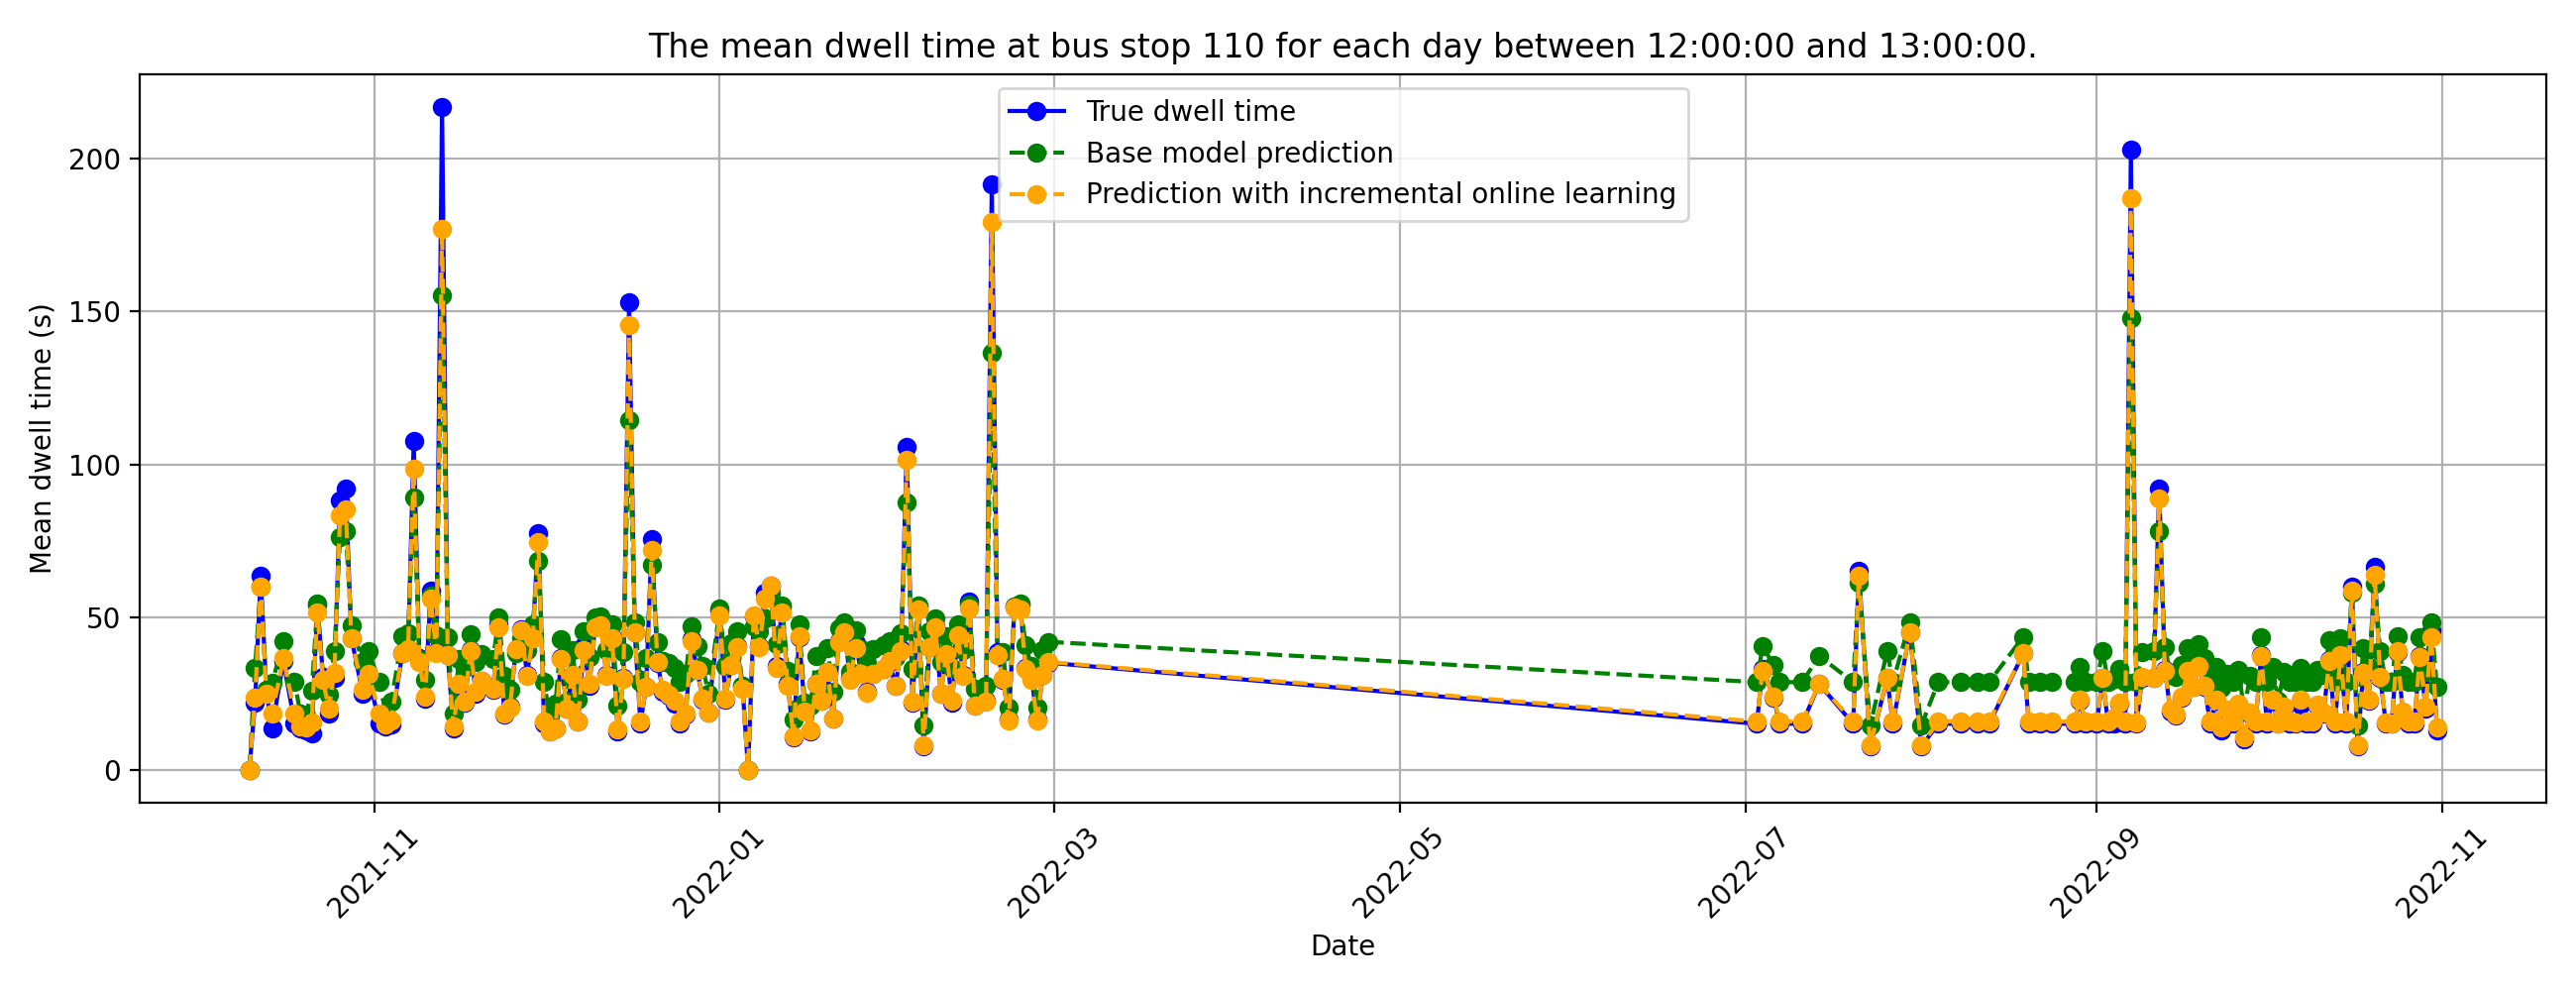 The mean dwell time at bus stop 110 for each day between 12:00:00 and 13:00:00.
True dwell time
Base model prediction
Prediction with incremental online learning
Mean dwell time (s)
200
150
100
50
0
2021-11
2022-01
2022-03
2022-05
2022-07
2022-09
2022-11
Date